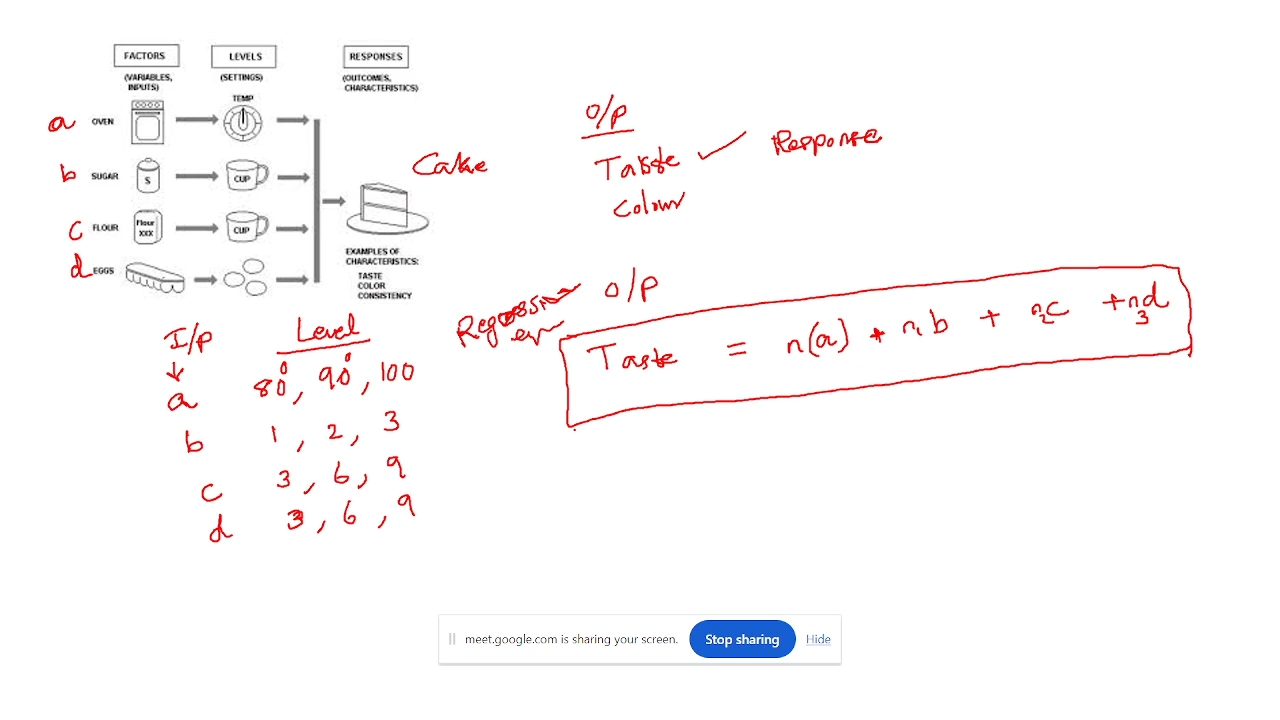 FACTORS LEVELS RESPONSES
(VARIABLES, INPUTS) (SETTINGS) (OUTCOMES, CHARACTERISTICS)
TEMP
a OVEN
b SUGAR S CUP
c FLOUR Flour XXX CUP
d EGGS
Cake
EXAMPLES OF
CHARACTERISTICS:
TASTE
COLOR
CONSISTENCY
O/P
Taste Response
Colour
I/P Level
a 80°, 90°, 100
b 1, 2, 3
c 3, 6, 9
d 3, 6, 9
Regression O/P
eq
Taste = n(a) + n1b + n2c + n3d
meet.google.com is sharing your screen. Stop sharing Hide